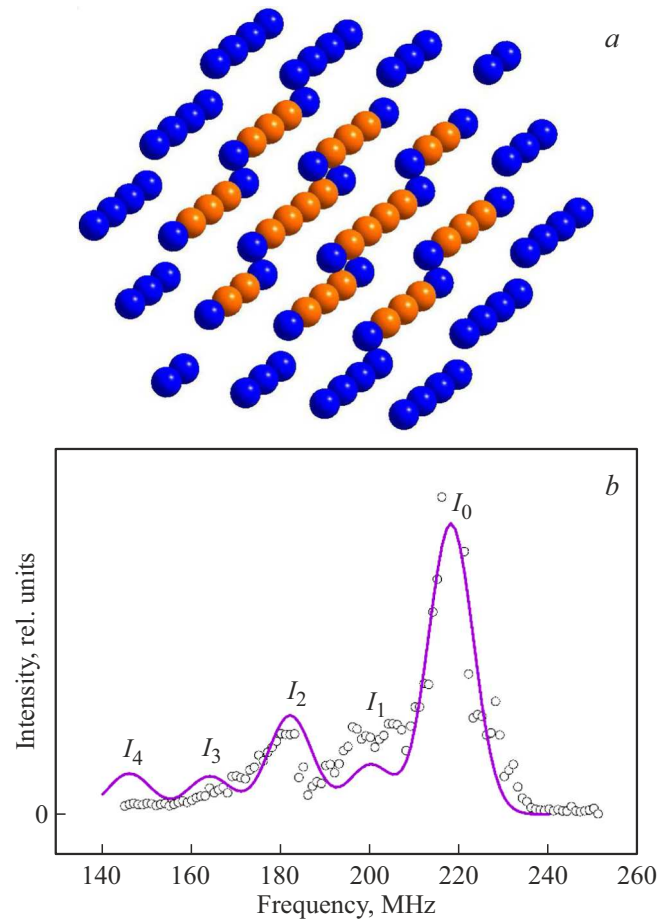 a
b
I0
I2
I1
I4
I3
Intensity, rel. units
0
140 160 180 200 220 240 260
Frequency, MHz